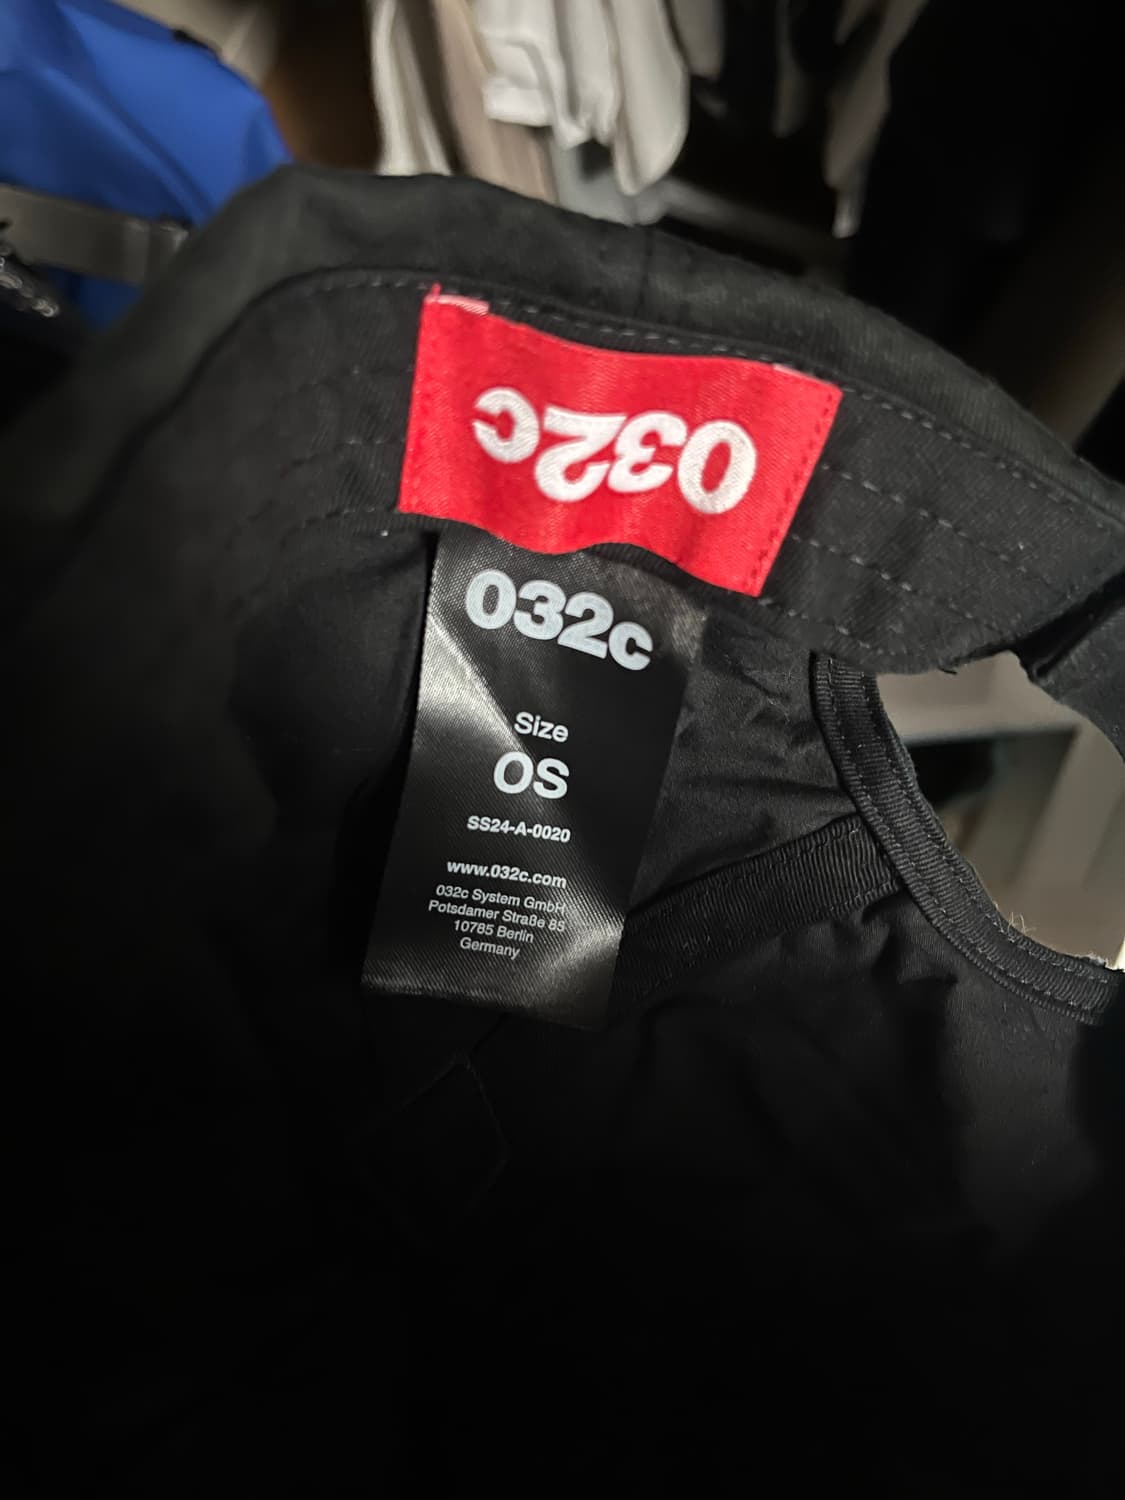 032c
032c
Size
OS
SS24-A-0020
www.032c.com
032c System GmbH
Potsdamer Straße 85
10785 Berlin
Germany